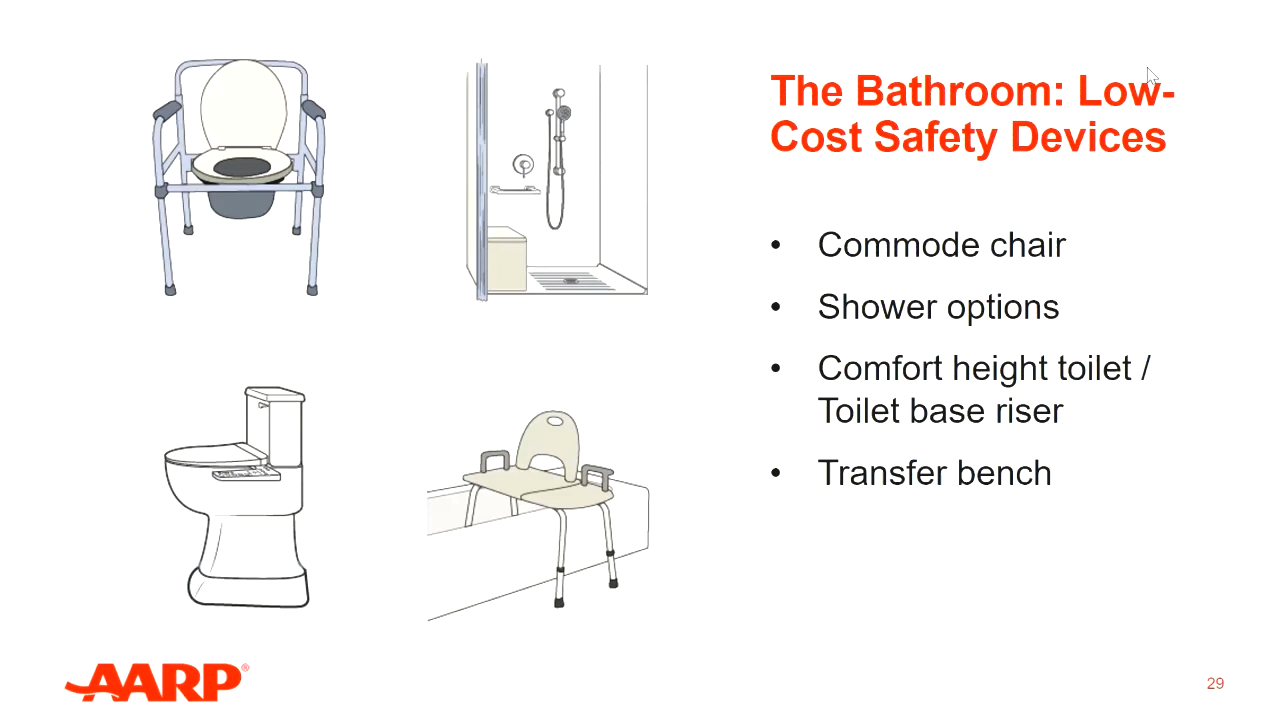 The Bathroom: Low-
Cost Safety Devices
• Commode chair
• Shower options
• Comfort height toilet /
Toilet base riser
• Transfer bench
AARP®
29